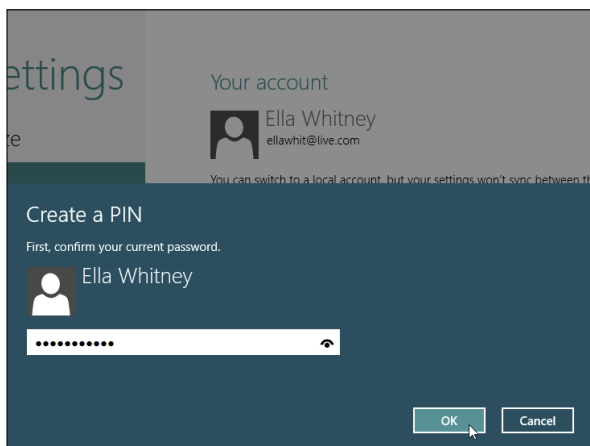 ettings
Your account
Ella Whitney
ellawhit@live.com
You can switch to a local account, but your settings won't sync between th
Create a PIN
First, confirm your current password.
Ella Whitney
OK
Cancel